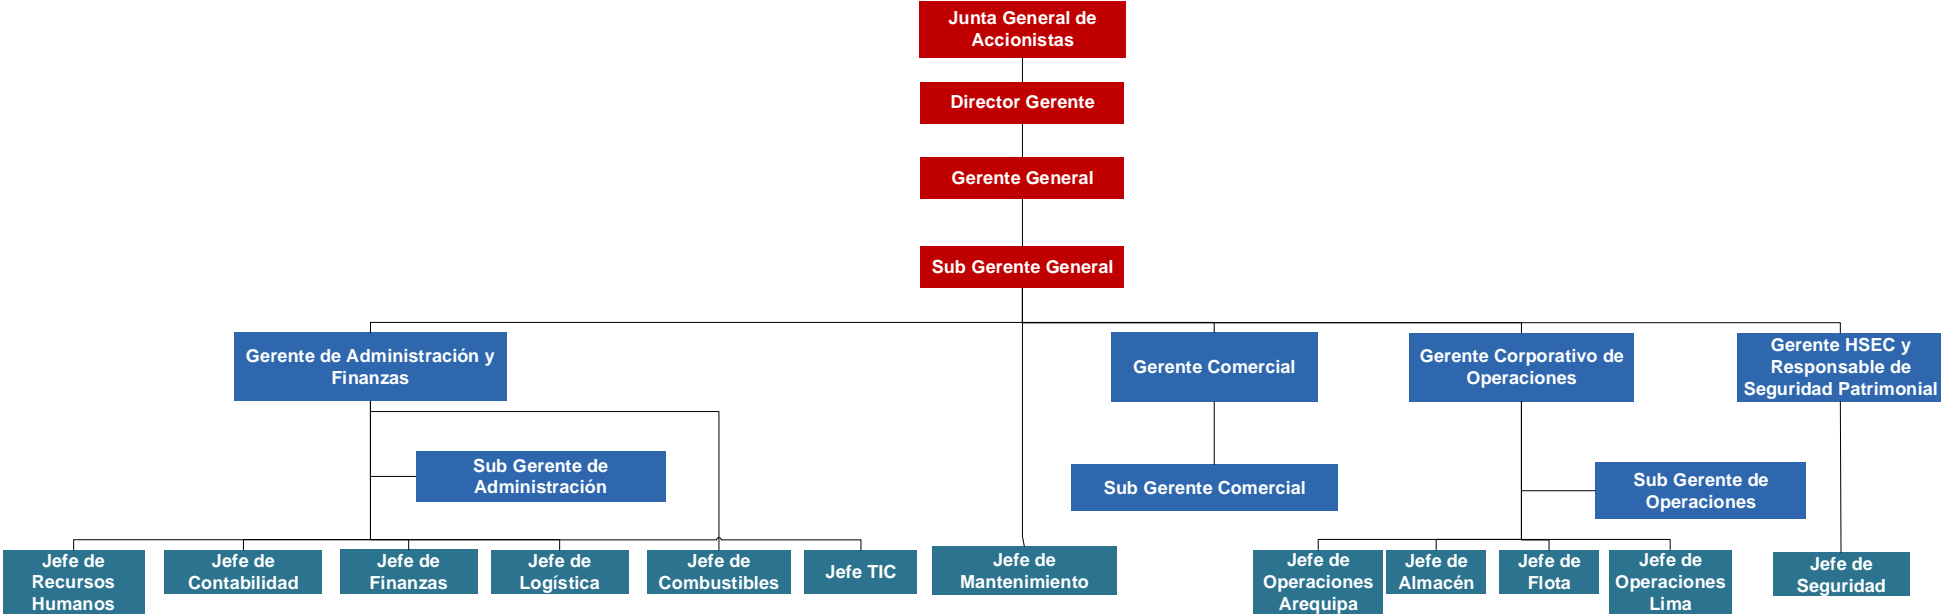 Junta General de
Accionistas
Director Gerente
Gerente General
Sub Gerente General
Gerente de Administración y
Finanzas
Gerente Comercial
Gerente Corporativo de
Operaciones
Gerente HSEC y
Responsable de
Seguridad Patrimonial
Sub Gerente de
Administración
Sub Gerente Comercial
Sub Gerente de
Operaciones
Jefe de
Recursos
Humanos
Jefe de
Contabilidad
Jefe de
Finanzas
Jefe de
Logística
Jefe de
Combustibles
Jefe TIC
Jefe de
Mantenimiento
Jefe de
Operaciones
Arequipa
Jefe de
Almacén
Jefe de
Flota
Jefe de
Operaciones
Lima
Jefe de
Seguridad